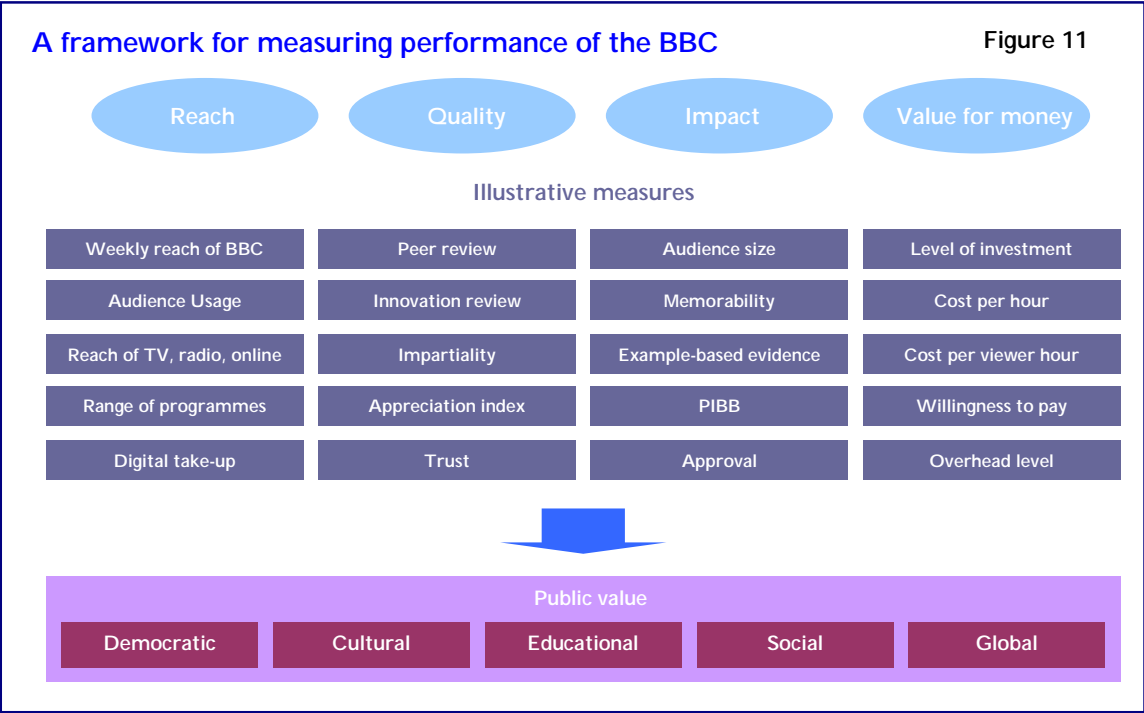 A framework for measuring performance of the BBC
Figure 11
Reach
Quality
Impact
Value for money
Illustrative measures
Weekly reach of BBC
Peer review
Audience size
Level of investment
Audience Usage
Innovation review
Memorability
Cost per hour
Reach of TV, radio, online
Impartiality
Example-based evidence
Cost per viewer hour
Range of programmes
Appreciation index
PIBB
Willingness to pay
Digital take-up
Trust
Approval
Overhead level
Public value
Democratic
Cultural
Educational
Social
Global